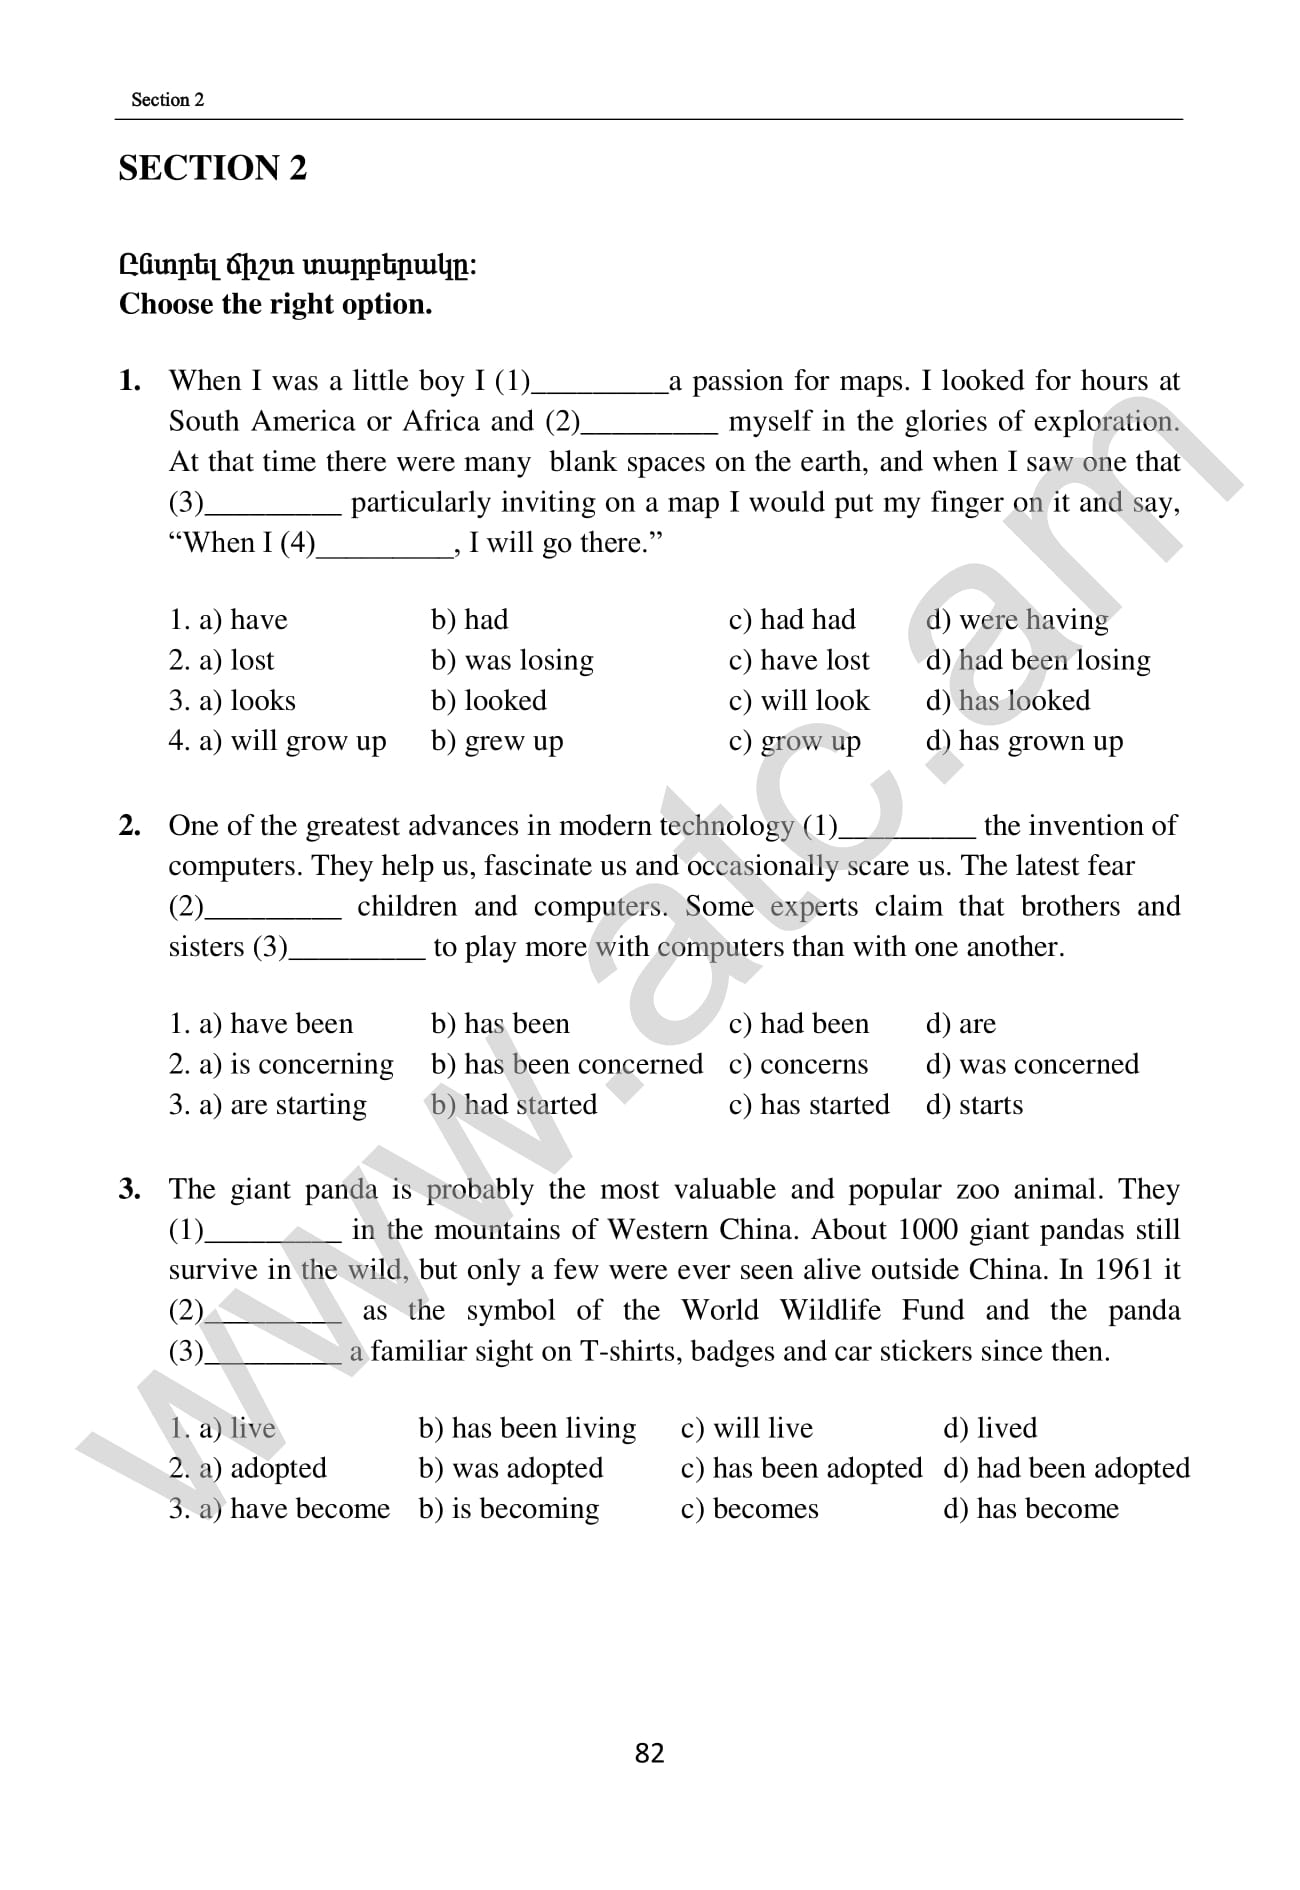 Section 2
SECTION 2
Ընտրել ճիշտ տարբերակը:
Choose the right option.
1. When I was a little boy I (1)_________a passion for maps. I looked for hours at
South America or Africa and (2)_________ myself in the glories of exploration.
At that time there were many blank spaces on the earth, and when I saw one that
(3)_________ particularly inviting on a map I would put my finger on it and say,
“When I (4)_________, I will go there.”
1. a) have b) had c) had had d) were having
2. a) lost b) was losing c) have lost d) had been losing
3. a) looks b) looked c) will look d) has looked
4. a) will grow up b) grew up c) grow up d) has grown up
2. One of the greatest advances in modern technology (1)_________ the invention of
computers. They help us, fascinate us and occasionally scare us. The latest fear
(2)_________ children and computers. Some experts claim that brothers and
sisters (3)_________ to play more with computers than with one another.
1. a) have been b) has been c) had been d) are
2. a) is concerning b) has been concerned c) concerns d) was concerned
3. a) are starting b) had started c) has started d) starts
3. The giant panda is probably the most valuable and popular zoo animal. They
(1)_________ in the mountains of Western China. About 1000 giant pandas still
survive in the wild, but only a few were ever seen alive outside China. In 1961 it
(2)_________ as the symbol of the World Wildlife Fund and the panda
(3)_________ a familiar sight on T-shirts, badges and car stickers since then.
1. a) live b) has been living c) will live d) lived
2. a) adopted b) was adopted c) has been adopted d) had been adopted
3. a) have become b) is becoming c) becomes d) has become
82
www.atc.am